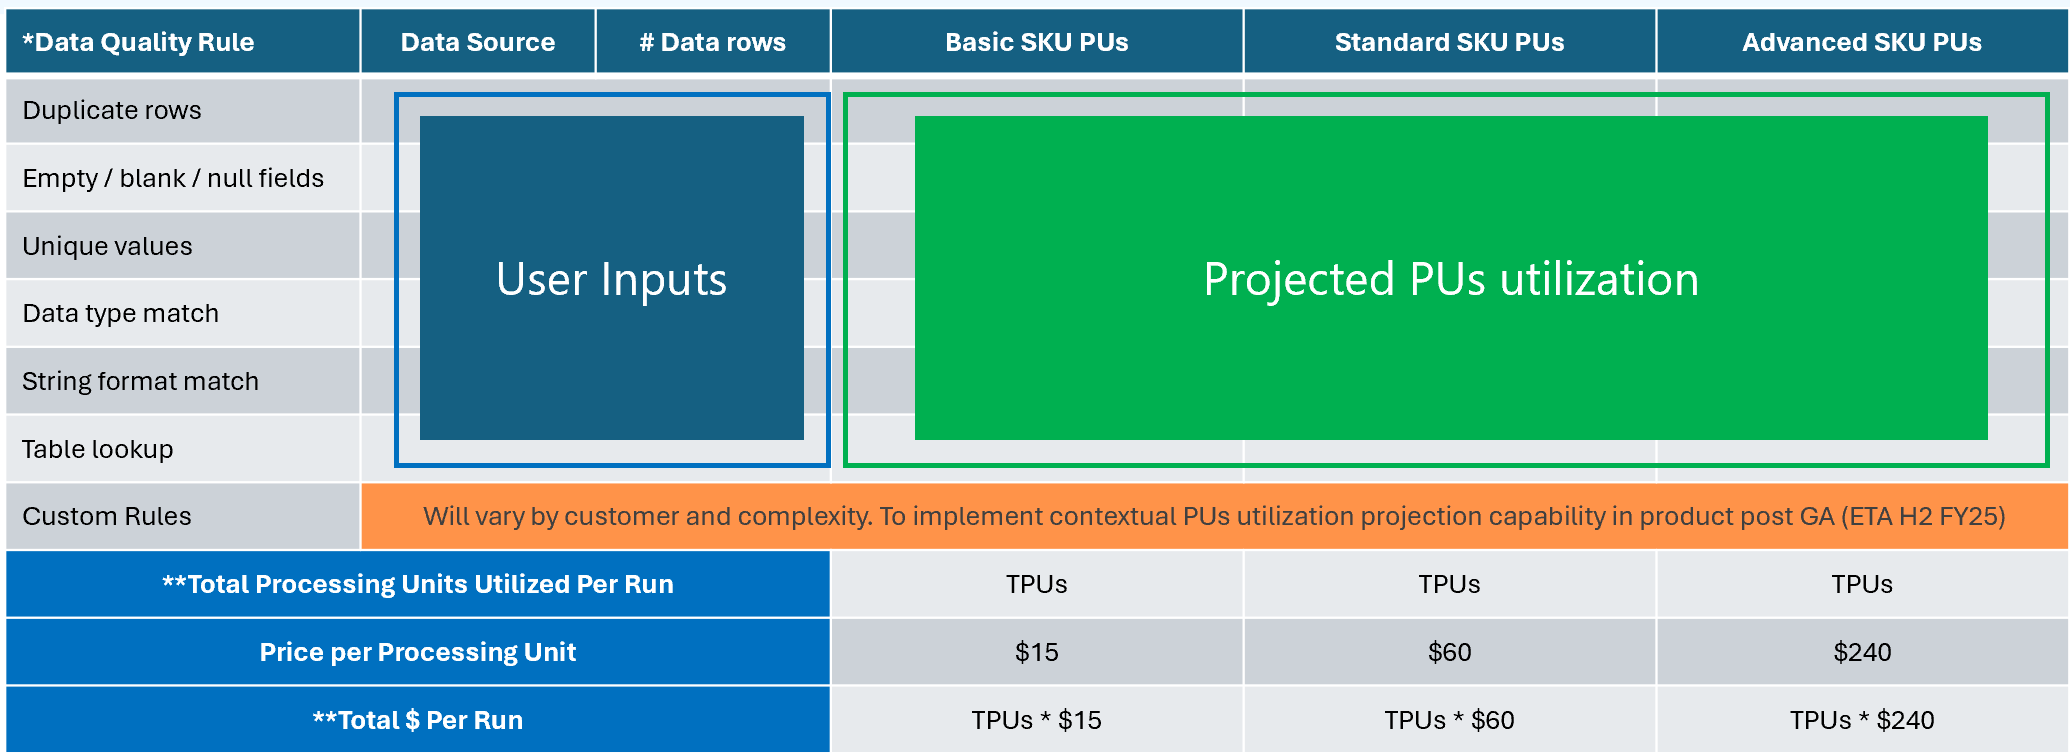 *Data Quality Rule Data Source # Data rows Basic SKU PUs Standard SKU PUs Advanced SKU PUs
Duplicate rows
Empty / blank / null fields
Unique values
User Inputs Projected PUs utilization
Data type match
String format match
Table lookup
Custom Rules Will vary by customer and complexity. To implement contextual PUs utilization projection capability in product post GA (ETA H2 FY25)
**Total Processing Units Utilized Per Run TPUs TPUs TPUs
Price per Processing Unit $15 $60 $240
**Total $ Per Run TPUs * $15 TPUs * $60 TPUs * $240